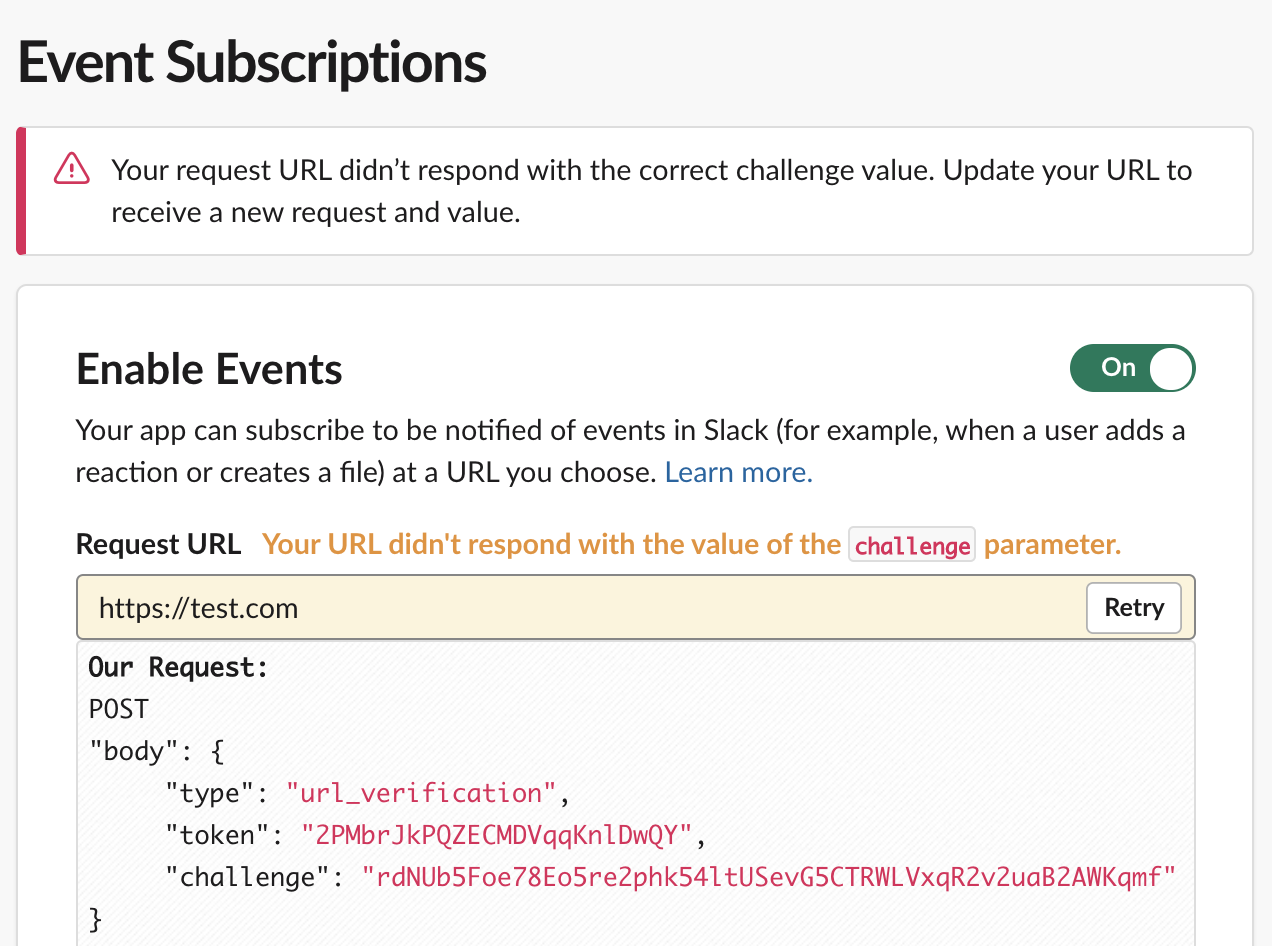 Event Subscriptions
Your request URL didn’t respond with the correct challenge value. Update your URL to
receive a new request and value.
Enable Events
On
Your app can subscribe to be notified of events in Slack (for example, when a user adds a
reaction or creates a file) at a URL you choose. Learn more.
Request URL Your URL didn't respond with the value of the challenge parameter.
https://test.com Retry
Our Request:
POST
"body": {
"type": "url_verification",
"token": "2PMbrJkPQZECMDVqqKnlDwQY",
"challenge": "rdNUb5Foe78Eo5re2phk54ltUSevG5CTRWLVxqR2v2uaB2AWKqmf"
}